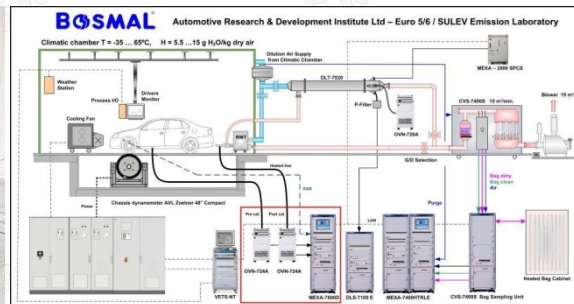 BOSMAL Automotive Research & Development Institute Ltd – Euro 5/6 / SULEV Emission Laboratory
Climatic chamber T = -35 ... 65ºC, H = 5.5 ...15 g H₂O/kg dry air
Dilution Air Supply
from Climatic Chamber
MEXA – 2000 SPCS
Weather
Station
Drivers
Monitor
Process I/O
DLT-7020
P-Filter
OVN-720A
CVS-7400S 15 m³/min.
Blower 15 m³
Cooling Fan
RMT
G/D Selection
Heated line
Chassis dynamometer AVL Zoelner 48" Compact
Power
Pre cat
Post cat
EGR
LAN
Purge
Bag dirty
Bag clean
Air
VETS-NT
OVN-724A
OVN-724A
MEXA-7500D
DLS-7100 E
MEXA-7400HTRLE
CVS-7400S
Bag Sampling Unit
Heated Bag Cabinet